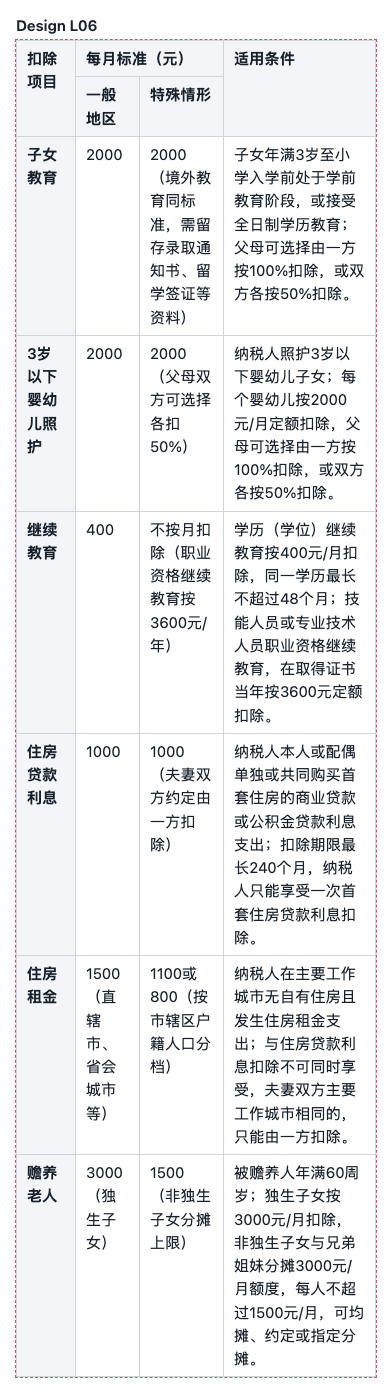 Design L06
扣除
项目
每月标准（元）
适用条件
一般
地区
特殊情形
子女
教育
2000
2000
（境外教
育同标
准，需留
存录取通
知书、留
学签证等
资料）
子女年满3岁至小
学入学前处于学前
教育阶段，或接受
全日制学历教育；
父母可选择由一方
按100%扣除，或双
方各按50%扣除。
3岁
以下
婴幼
儿照
护
2000
2000
（父母双
方可选择
各扣
50%）
纳税人照护3岁以
下婴幼儿子女；每
个婴幼儿按2000
元/月定额扣除，父
母可选择由一方按
100%扣除，或双方
各按50%扣除。
继续
教育
400
不按月扣
除（职业
资格继续
教育按
3600元/
年）
学历（学位）继续
教育按400元/月扣
除，同一学历最长
不超过48个月；技
能人员或专业技术
人员职业资格继续
教育，在取得证书
当年按3600元定额
扣除。
住房
贷款
利息
1000
1000
（夫妻双
方约定由
一方扣
除）
纳税人本人或配偶
单独或共同购买首
套住房的商业贷款
或公积金贷款利息
支出；扣除期限最
长240个月，纳税
人只能享受一次首
套住房贷款利息扣
除。
住房
租金
1500
（直
辖
市、
省会
城市
等）
1100或
800（按
市辖区户
籍人口分
档）
纳税人在主要工作
城市无自有住房且
发生住房租金支
出；与住房贷款利
息扣除不可同时享
受，夫妻双方主要
工作城市相同的，
只能由一方扣除。
赡养
老人
3000
（独
生子
女）
1500
（非独生
子女分摊
上限）
被赡养人年满60周
岁；独生子女按
3000元/月扣除，
非独生子女与兄弟
姐妹分摊3000元/
月额度，每人不超
过1500元/月，可均
摊、约定或指定分
摊。